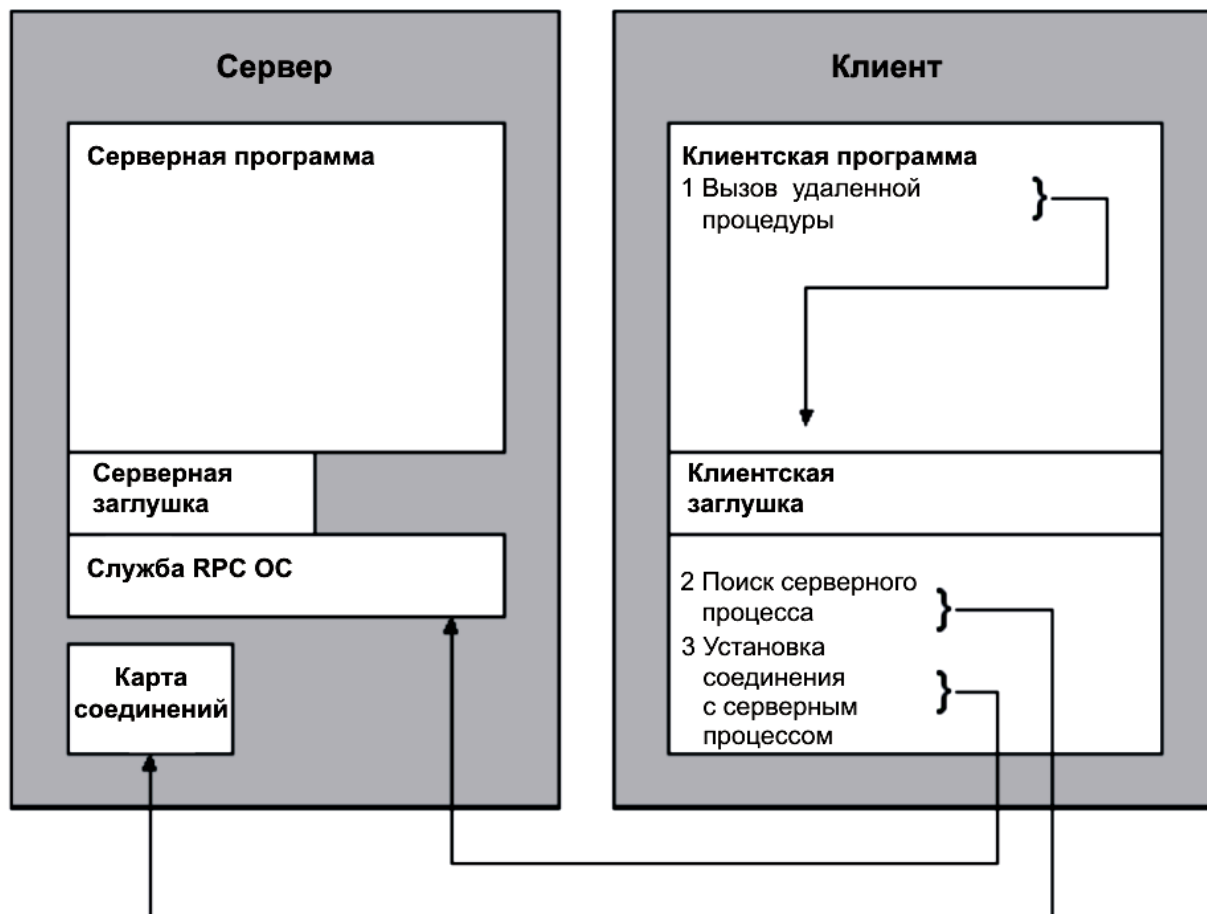 Сервер
Серверная программа
Серверная
заглушка
Служба RPC ОС
Карта
соединений
Клиент
Клиентская программа
1 Вызов удаленной
процедуры
Клиентская
заглушка
2 Поиск серверного
процесса
3 Установка
соединения
с серверным
процессом